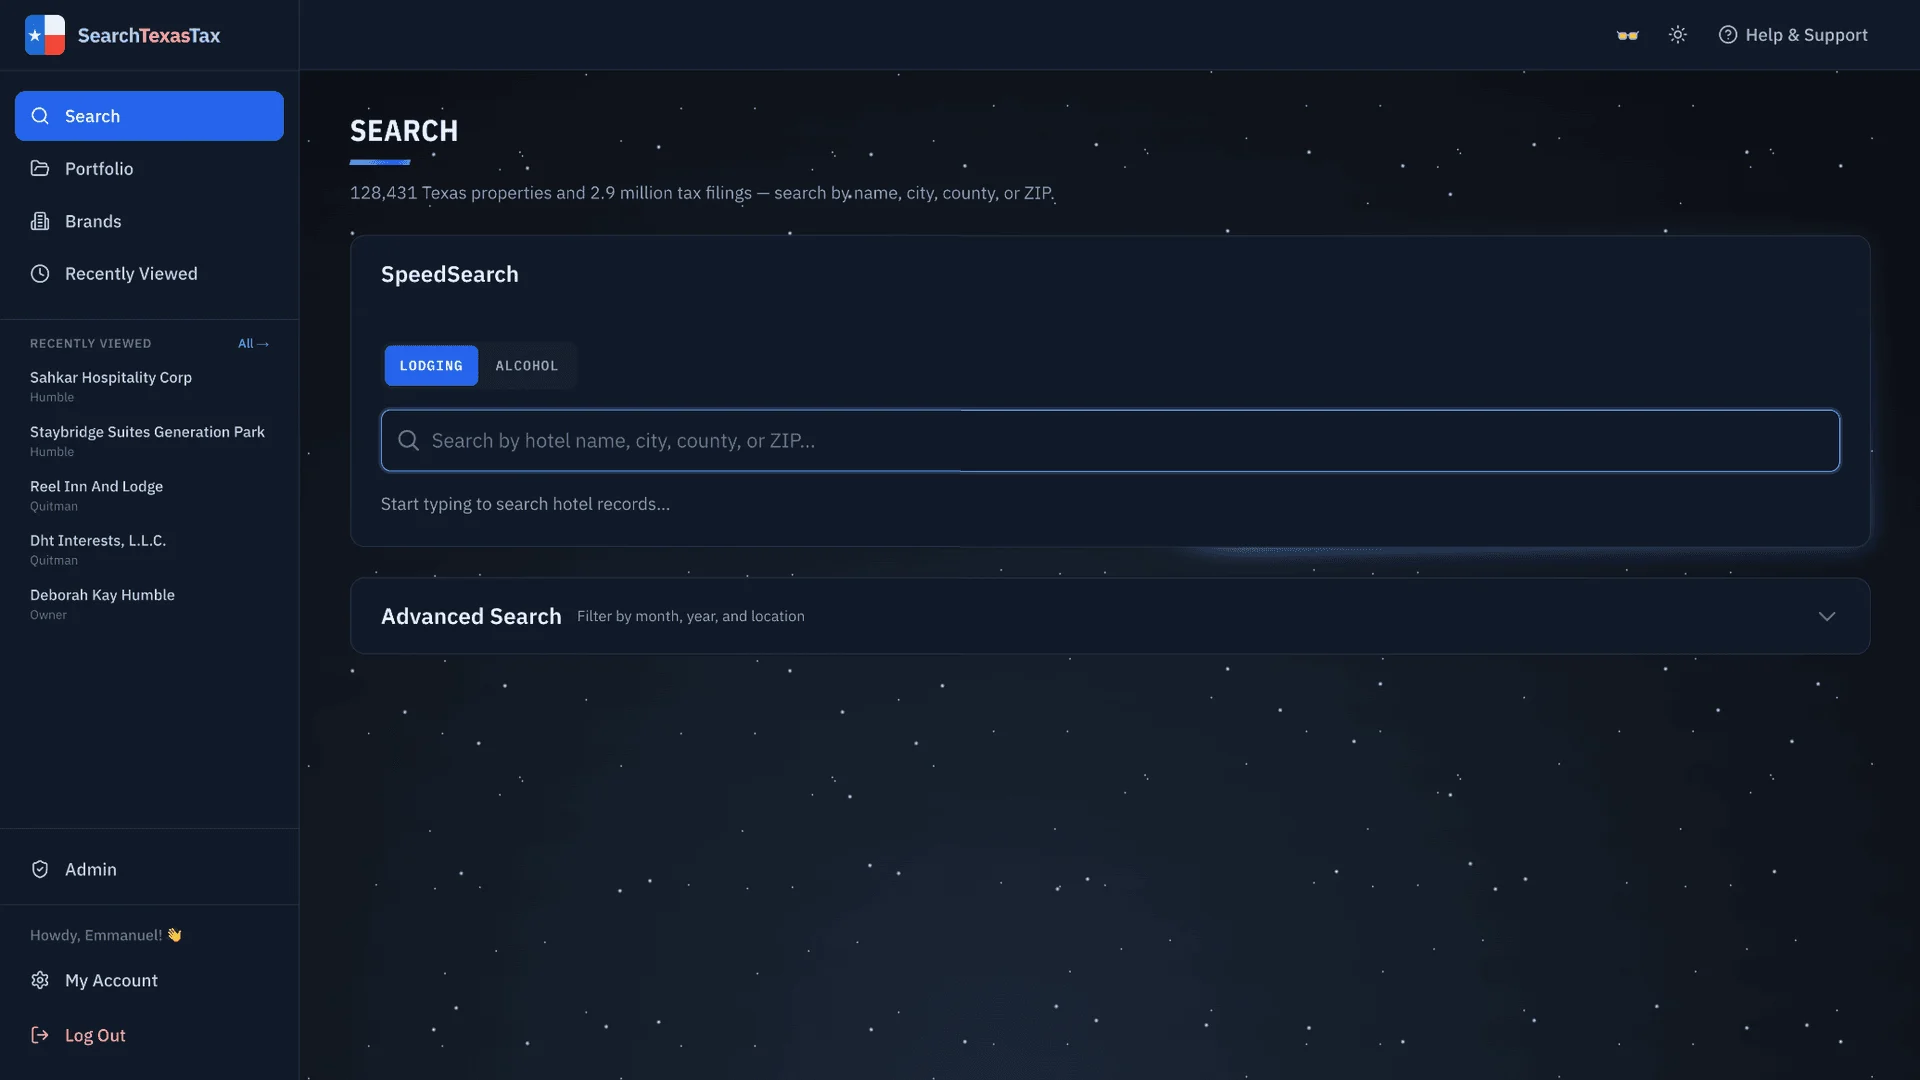 SearchTexasTax
Help & Support
Search
Portfolio
Brands
Recently Viewed
RECENTLY VIEWED
All →
Sahkar Hospitality Corp
Humble
Staybridge Suites Generation Park
Humble
Reel Inn And Lodge
Quitman
Dht Interests, L.L.C.
Quitman
Deborah Kay Humble
Owner
Admin
Howdy, Emmanuel! 👋
My Account
Log Out
SEARCH
128,431 Texas properties and 2.9 million tax filings — search by name, city, county, or ZIP.
SpeedSearch
LODGING
ALCOHOL
Search by hotel name, city, county, or ZIP...
Start typing to search hotel records...
Advanced Search
Filter by month, year, and location